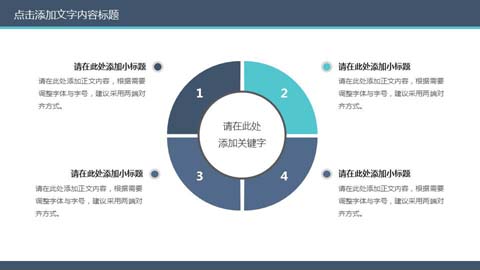 点击添加文字内容标题
请在此处添加小标题
请在此处添加正文内容，根据需要
调整字体与字号，建议采用两端对
齐方式。
1
2
请在此处添加小标题
请在此处添加正文内容，根据需要
调整字体与字号，建议采用两端对
齐方式。
请在此处
添加关键字
请在此处添加小标题
请在此处添加正文内容，根据需要
调整字体与字号，建议采用两端对
齐方式。
3
4
请在此处添加小标题
请在此处添加正文内容，根据需要
调整字体与字号，建议采用两端对
齐方式。